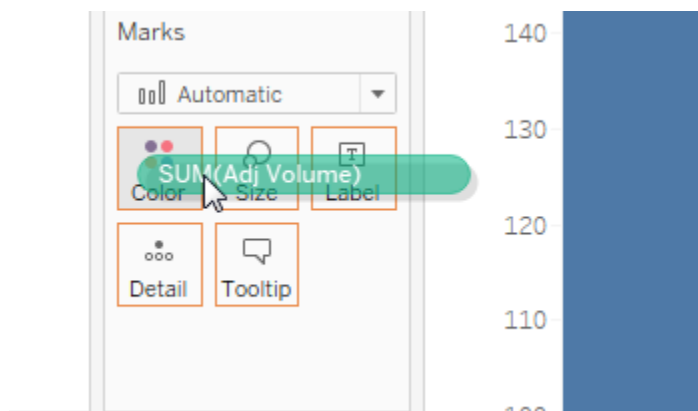 Marks
140
Automatic
130
SUM(Adj Volume)
Color Size Label
120
Detail Tooltip
110